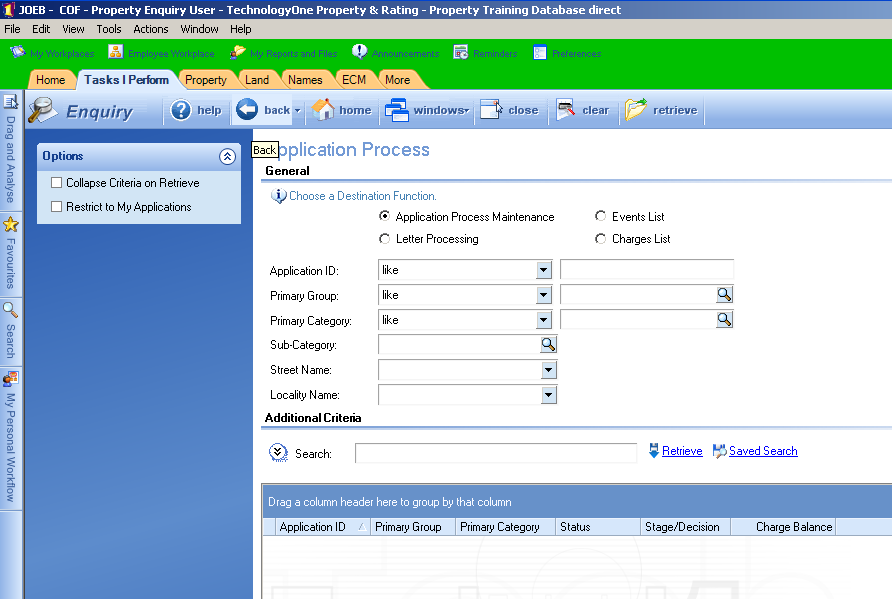 JOEB - COF - Property Enquiry User - TechnologyOne Property & Rating - Property Training Database direct
File Edit View Tools Actions Window Help
My Workplaces Employee Workplace My Reports and Files Announcements Reminders Preferences
Home Tasks I Perform Property Land Names ECM More
Enquiry help back home windows close clear retrieve
Drag and Analyse
Favourites
Search
My Personal Workflow
Options
Collapse Criteria on Retrieve
Restrict to My Applications
Back
pplication Process
General
Choose a Destination Function.
Application Process Maintenance Events List
Letter Processing Charges List
Application ID: like
Primary Group: like
Primary Category: like
Sub-Category:
Street Name:
Locality Name:
Additional Criteria
Search: Retrieve Saved Search
Drag a column header here to group by that column
Application ID Primary Group Primary Category Status Stage/Decision Charge Balance